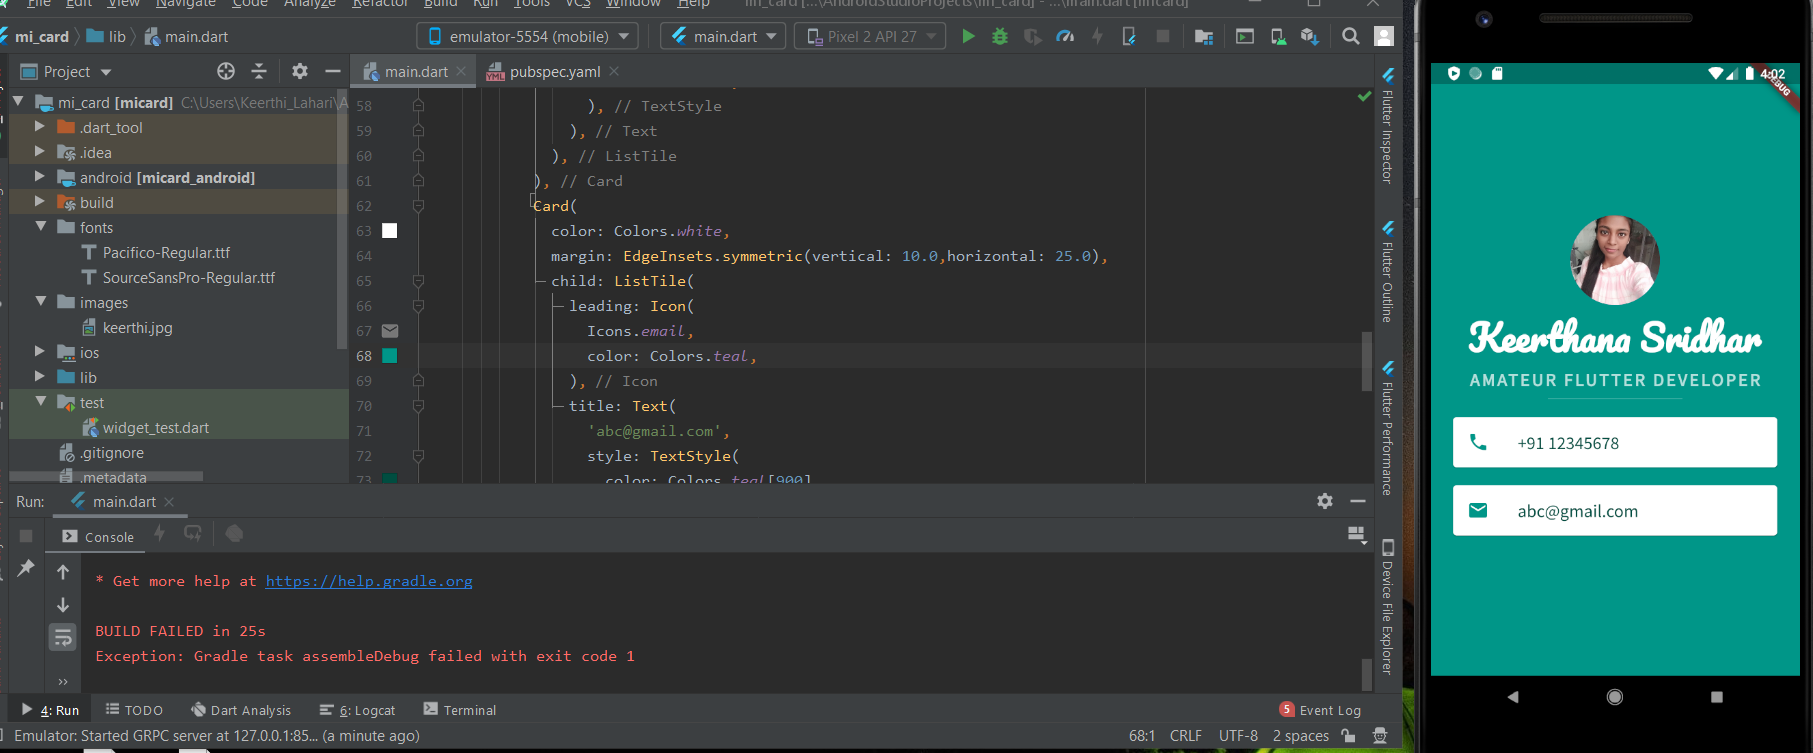 File Edit View Navigate Code Analyze Refactor Build Run Tools VCS Window Help mi_card [...\AndroidStudioProjects\mi_card] - ...\main.dart [micard]
mi_card lib main.dart emulator-5554 (mobile) main.dart Pixel 2 API 27
Project main.dart pubspec.yaml
mi_card [micard] C:\Users\Keerthi_Lahari\A
.dart_tool
.idea
android [micard_android]
build
fonts
Pacifico-Regular.ttf
SourceSansPro-Regular.ttf
images
keerthi.jpg
ios
lib
test
widget_test.dart
.gitignore
.metadata
58 ), // TextStyle
59 ), // Text
60 ), // ListTile
61 ), // Card
62 Card(
63 color: Colors.white,
64 margin: EdgeInsets.symmetric(vertical: 10.0,horizontal: 25.0),
65 child: ListTile(
66 leading: Icon(
67 Icons.email,
68 color: Colors.teal,
69 ), // Icon
70 title: Text(
71 'abc@gmail.com',
72 style: TextStyle(
73 color: Colors.teal[900]
Flutter Inspector
Flutter Outline
Flutter Performance
Device File Explorer
Run: main.dart
Console
* Get more help at https://help.gradle.org
BUILD FAILED in 25s
Exception: Gradle task assembleDebug failed with exit code 1
4: Run TODO Dart Analysis 6: Logcat Terminal 5 Event Log
Emulator: Started GRPC server at 127.0.0.1:85... (a minute ago) 68:1 CRLF UTF-8 2 spaces
4:02
DEBUG
Keerthana Sridhar
AMATEUR FLUTTER DEVELOPER
+91 12345678
abc@gmail.com